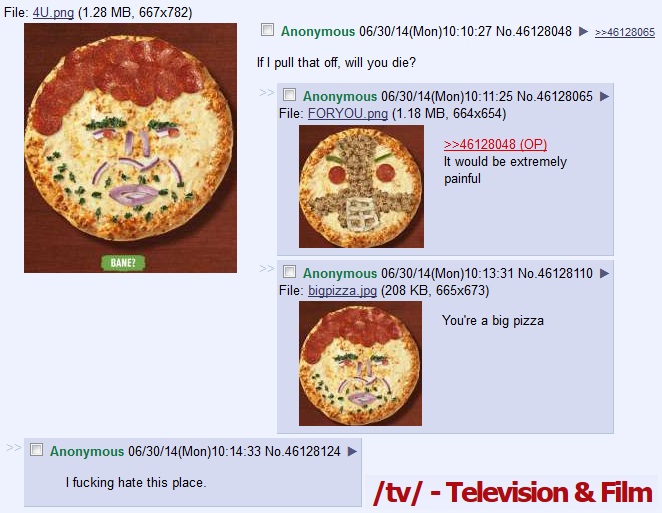 File: 4U.png (1.28 MB, 667x782)
BANE?
Anonymous 06/30/14(Mon)10:10:27 No.46128048 ▶ >>46128065
If I pull that off, will you die?
>> Anonymous 06/30/14(Mon)10:11:25 No.46128065 ▶
File: FORYOU.png (1.18 MB, 664x654)
>>46128048 (OP)
It would be extremely
painful
>> Anonymous 06/30/14(Mon)10:13:31 No.46128110 ▶
File: bigpizza.jpg (208 KB, 665x673)
You're a big pizza
>> Anonymous 06/30/14(Mon)10:14:33 No.46128124 ▶
I fucking hate this place.
/tv/ - Television & Film